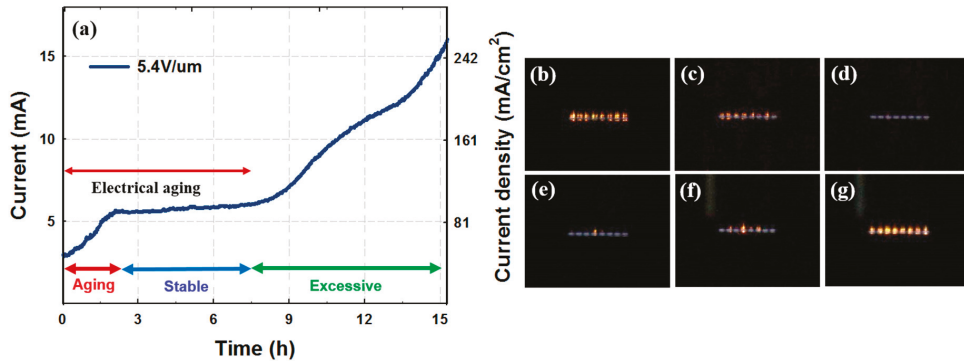 (a)
5.4V/um
Electrical aging
Aging
Stable
Excessive
15
10
5
0
Current (mA)
0
3
6
9
12
15
Time (h)
242
161
81
Current density (mA/cm²)
(b)
(c)
(d)
(e)
(f)
(g)